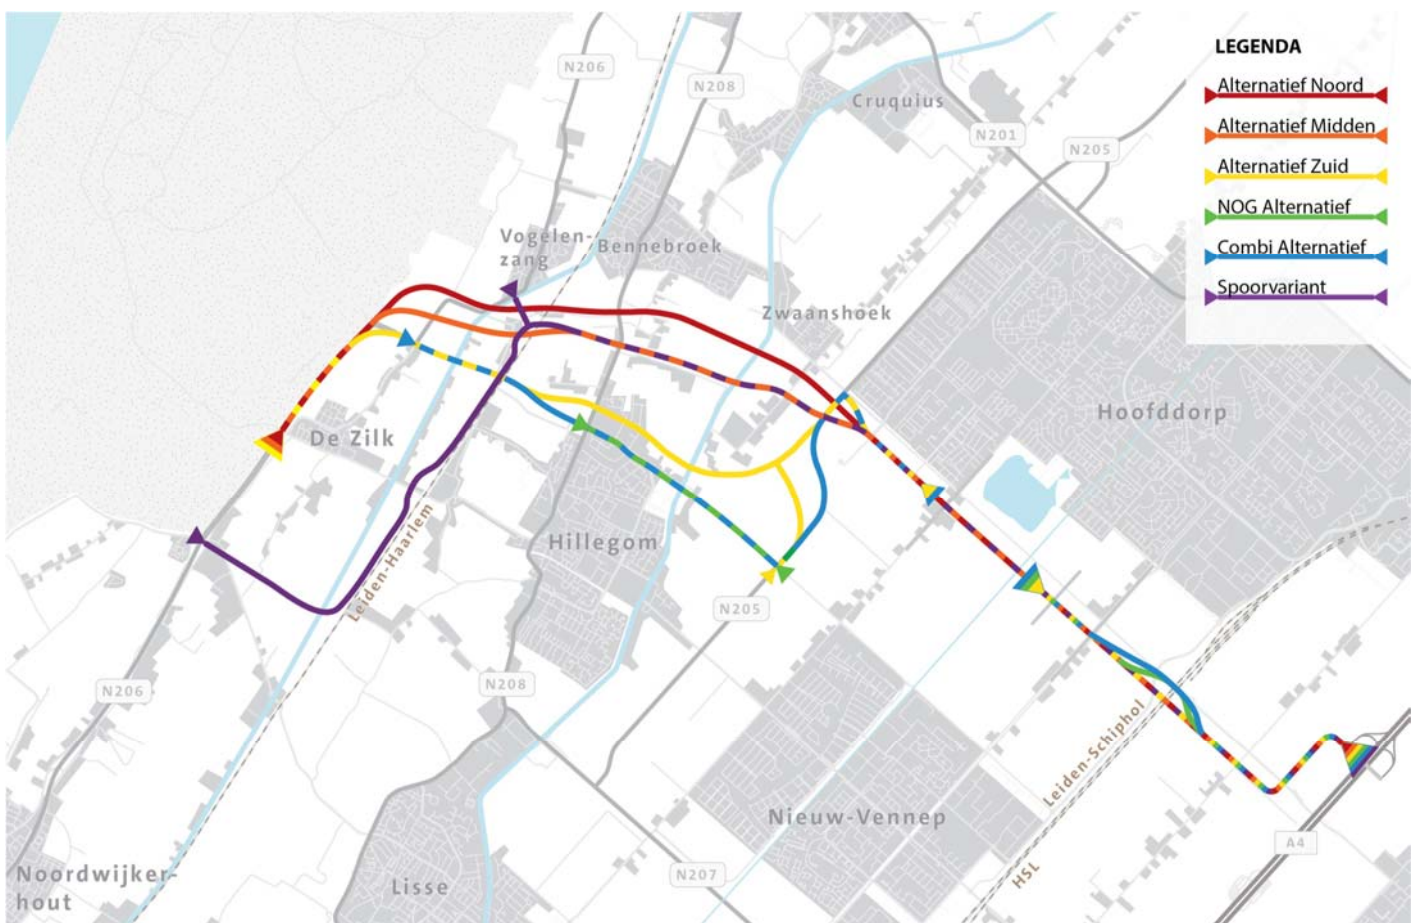 LEGENDA
Alternatief Noord
Alternatief Midden
Alternatief Zuid
NOG Alternatief
Combi Alternatief
Spoorvariant
N206
N208
Cruquius
N201
N205
Vogelen-
zang
Bennebroek
Zwaanshoek
Hoofddorp
De Zilk
Leiden-Haarlem
Hillegom
N205
N206
N208
Leiden-Schiphol
Nieuw-Vennep
HSL
A4
Noordwijker-
hout
Lisse
N207